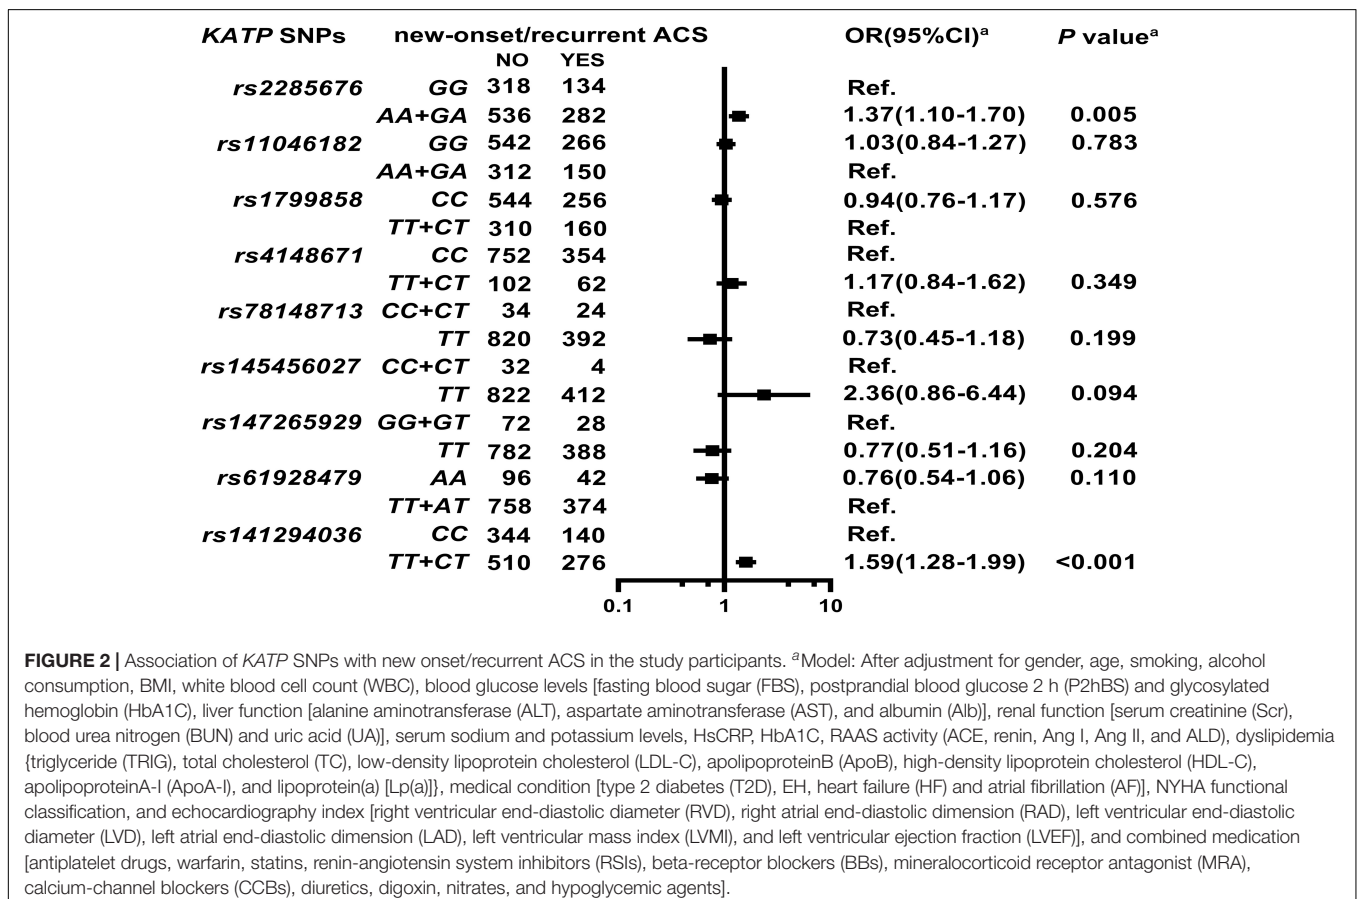 KATP SNPs new-onset/recurrent ACS OR(95%CI)a P valuea
NO YES
rs2285676 GG 318 134 Ref.
AA+GA 536 282 1.37(1.10-1.70) 0.005
rs11046182 GG 542 266 1.03(0.84-1.27) 0.783
AA+GA 312 150 Ref.
rs1799858 CC 544 256 0.94(0.76-1.17) 0.576
TT+CT 310 160 Ref.
rs4148671 CC 752 354 Ref.
TT+CT 102 62 1.17(0.84-1.62) 0.349
rs78148713 CC+CT 34 24 Ref.
TT 820 392 0.73(0.45-1.18) 0.199
rs145456027 CC+CT 32 4 Ref.
TT 822 412 2.36(0.86-6.44) 0.094
rs147265929 GG+GT 72 28 Ref.
TT 782 388 0.77(0.51-1.16) 0.204
rs61928479 AA 96 42 0.76(0.54-1.06) 0.110
TT+AT 758 374 Ref.
rs141294036 CC 344 140 Ref.
TT+CT 510 276 1.59(1.28-1.99) <0.001
0.1 1 10
FIGURE 2 | Association of KATP SNPs with new onset/recurrent ACS in the study participants. aModel: After adjustment for gender, age, smoking, alcohol
consumption, BMI, white blood cell count (WBC), blood glucose levels [fasting blood sugar (FBS), postprandial blood glucose 2 h (P2hBS) and glycosylated
hemoglobin (HbA1C), liver function [alanine aminotransferase (ALT), aspartate aminotransferase (AST), and albumin (Alb)], renal function [serum creatinine (Scr),
blood urea nitrogen (BUN) and uric acid (UA)], serum sodium and potassium levels, HsCRP, HbA1C, RAAS activity (ACE, renin, Ang I, Ang II, and ALD), dyslipidemia
{triglyceride (TRIG), total cholesterol (TC), low-density lipoprotein cholesterol (LDL-C), apolipoproteinB (ApoB), high-density lipoprotein cholesterol (HDL-C),
apolipoproteinA-I (ApoA-I), and lipoprotein(a) [Lp(a)]}, medical condition [type 2 diabetes (T2D), EH, heart failure (HF) and atrial fibrillation (AF)], NYHA functional
classification, and echocardiography index [right ventricular end-diastolic diameter (RVD), right atrial end-diastolic dimension (RAD), left ventricular end-diastolic
diameter (LVD), left atrial end-diastolic dimension (LAD), left ventricular mass index (LVMI), and left ventricular ejection fraction (LVEF)], and combined medication
[antiplatelet drugs, warfarin, statins, renin-angiotensin system inhibitors (RSIs), beta-receptor blockers (BBs), mineralocorticoid receptor antagonist (MRA),
calcium-channel blockers (CCBs), diuretics, digoxin, nitrates, and hypoglycemic agents].